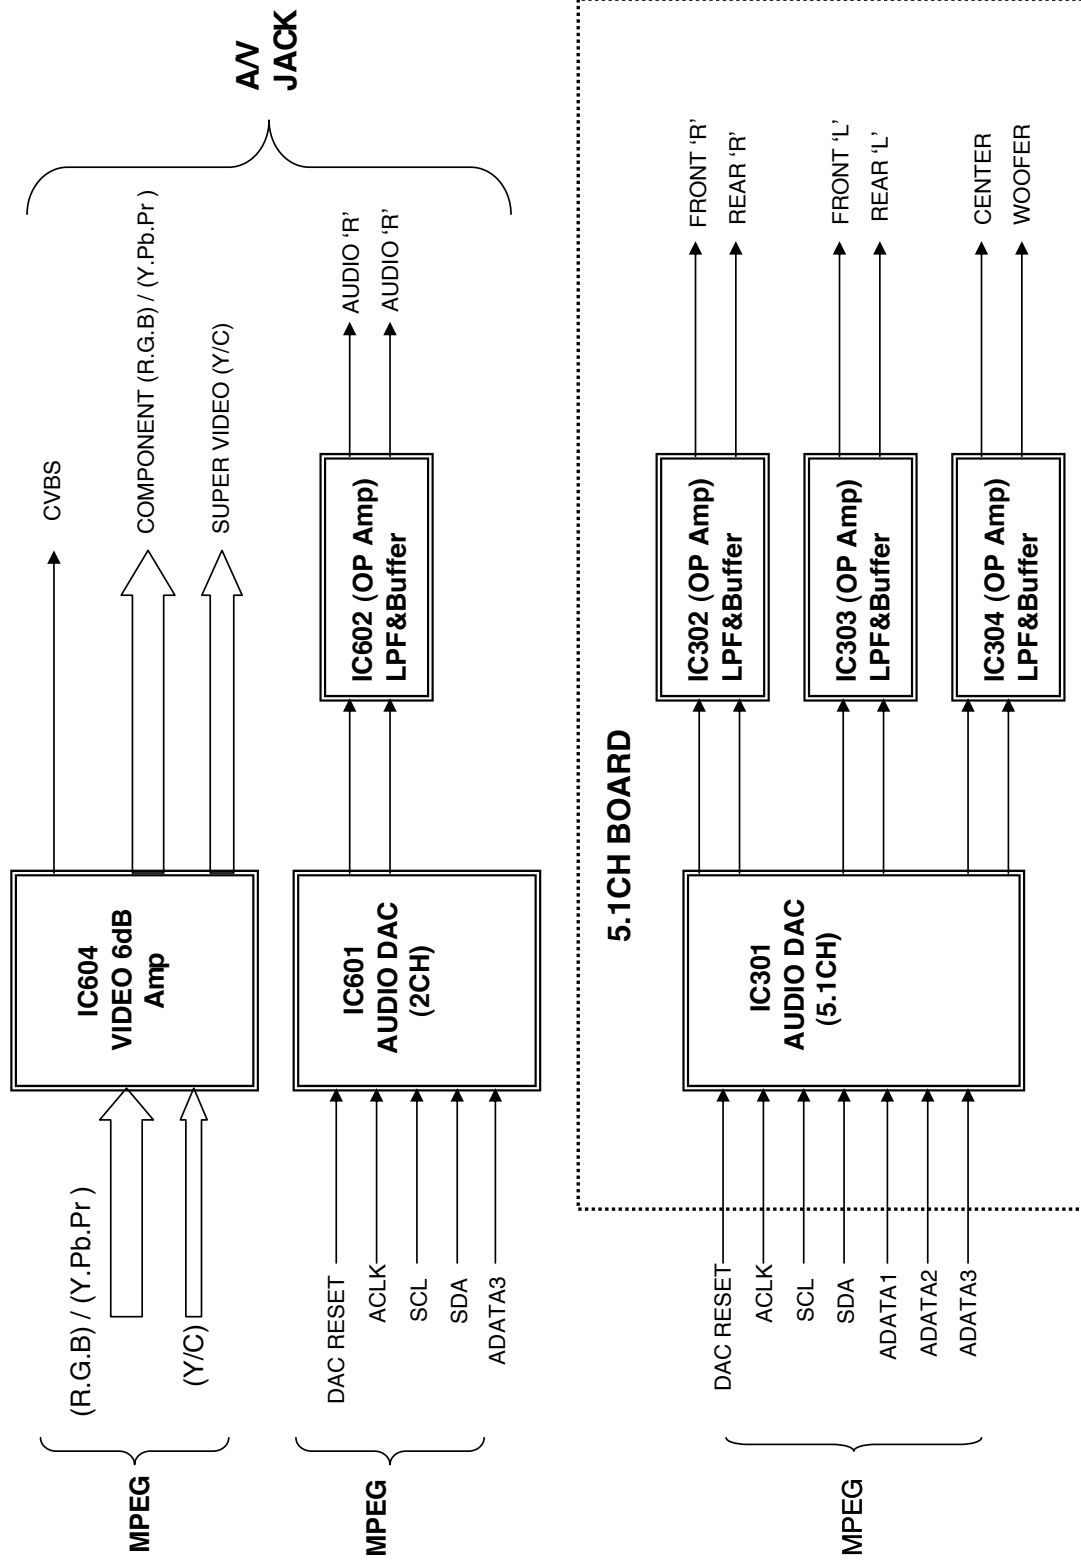 MPEG
(R.G.B) / (Y.Pb.Pr )
(Y/C)
IC604
VIDEO 6dB
Amp
CVBS
COMPONENT (R.G.B) / (Y.Pb.Pr )
SUPER VIDEO (Y/C)
A/V
JACK
MPEG
DAC RESET
ACLK
SCL
SDA
ADATA3
IC601
AUDIO DAC
(2CH)
IC602 (OP Amp)
LPF&Buffer
AUDIO ‘R’
AUDIO ‘R’
5.1CH BOARD
MPEG
DAC RESET
ACLK
SCL
SDA
ADATA1
ADATA2
ADATA3
IC301
AUDIO DAC
(5.1CH)
IC302 (OP Amp)
LPF&Buffer
FRONT ‘R’
REAR ‘R’
IC303 (OP Amp)
LPF&Buffer
FRONT ‘L’
REAR ‘L’
IC304 (OP Amp)
LPF&Buffer
CENTER
WOOFER